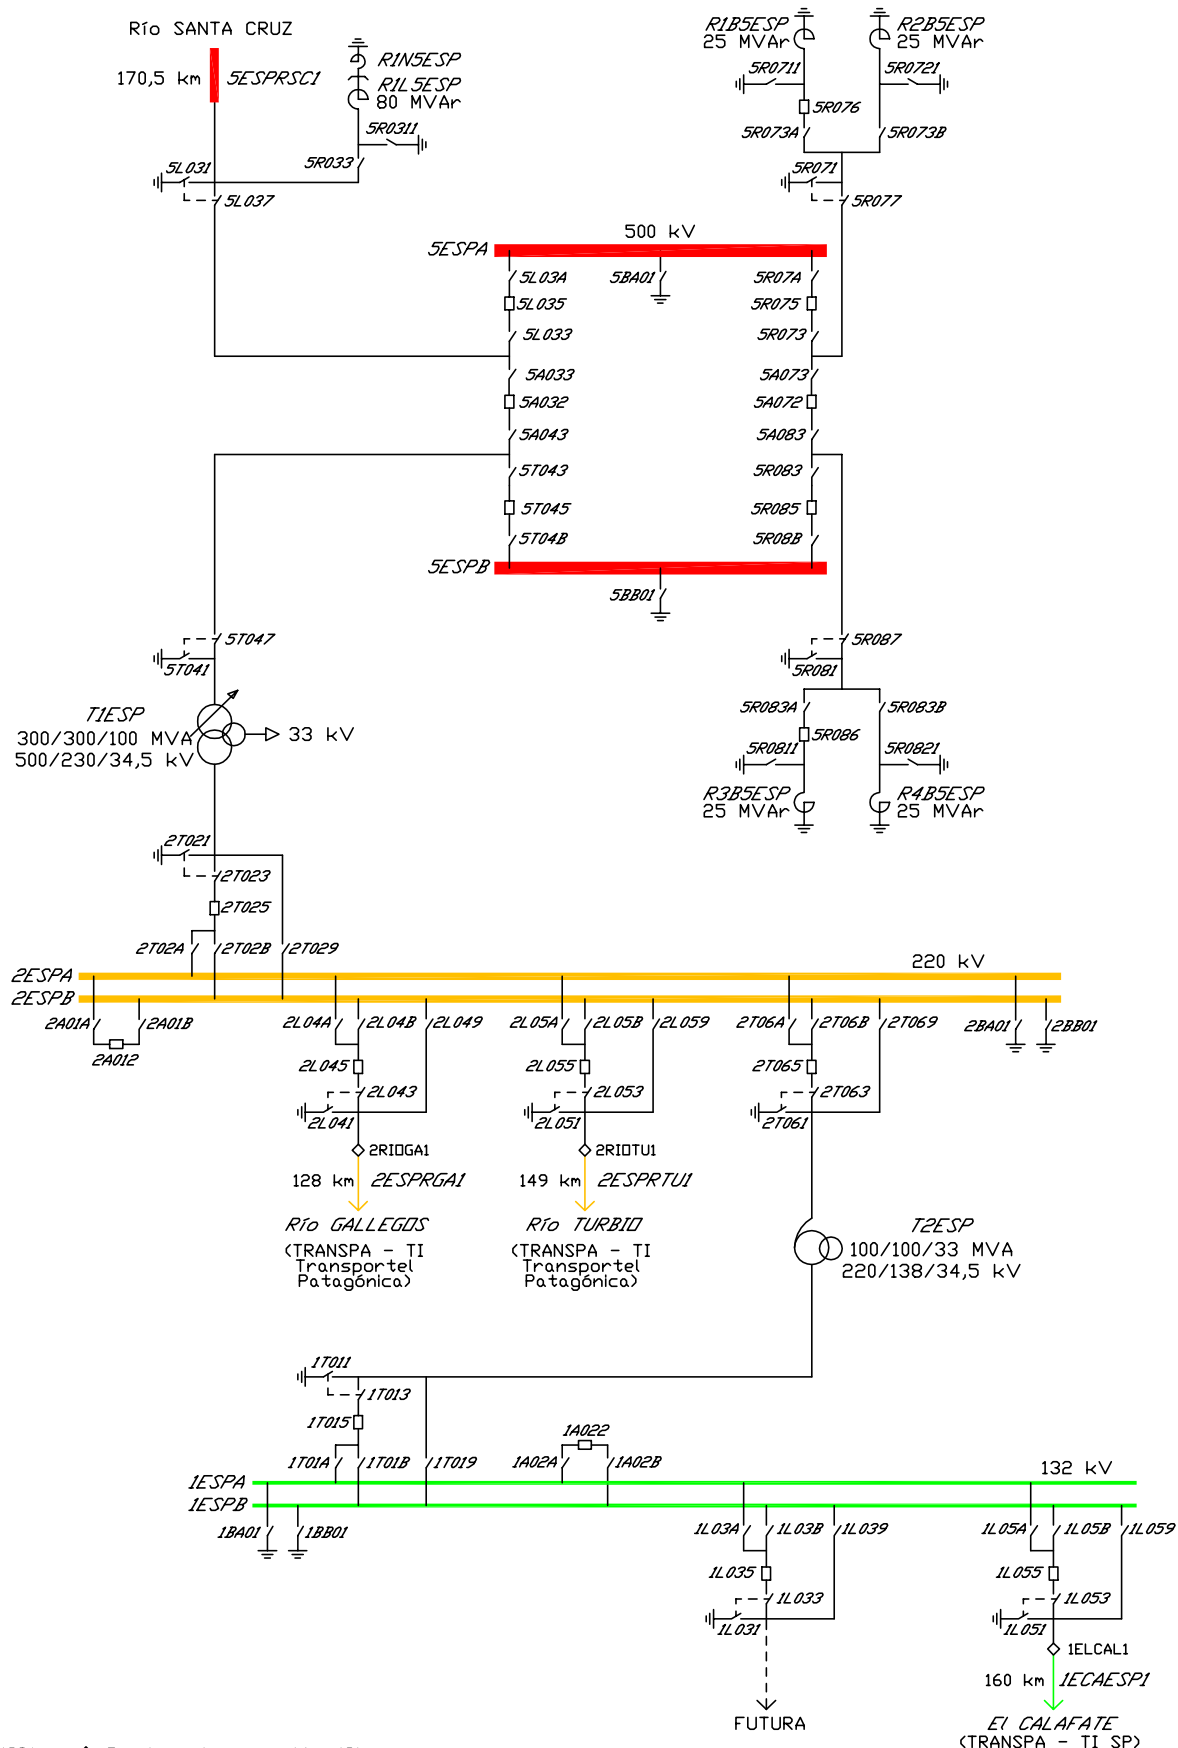 Río SANTA CRUZ
170,5 km
5ESPRSC1
R1N5ESP
R1L5ESP
80 MVAr
5R0311
5R033
5L031
5L037
R1B5ESP
25 MVAr
R2B5ESP
25 MVAr
5R0711
5R0721
5R076
5R073A
5R073B
5R071
5R077
500 kV
5ESPA
5L03A
5BA01
5R07A
5L035
5R075
5L033
5R073
5A033
5A073
5A032
5A072
5A043
5A083
5T043
5R083
5T045
5R085
5T04B
5R08B
5ESPB
5BB01
5T047
5T041
5R087
5R081
T1ESP
300/300/100 MVA
500/230/34,5 kV
33 kV
5R083A
5R083B
5R086
5R0811
5R0821
R3B5ESP
25 MVAr
R4B5ESP
25 MVAr
2T021
2T023
2T025
2T02A
2T02B
2T029
220 kV
2ESPA
2ESPB
2A01A
2A01B
2A012
2L04A
2L04B
2L049
2L05A
2L05B
2L059
2T06A
2T06B
2T069
2BA01
2BB01
2L045
2L055
2T065
2L043
2L053
2T063
2L041
2L051
2T061
2RIOGA1
2RIOTU1
128 km
2ESPRGA1
149 km
2ESPRTU1
Río GALLEGOS
(TRANSPA - TI
Transportel
Patagónica)
Río TURBIO
(TRANSPA - TI
Transportel
Patagónica)
T2ESP
100/100/33 MVA
220/138/34,5 kV
1T011
1T013
1T015
1T01A
1T01B
1T019
1A022
1A02A
1A02B
132 kV
1ESPA
1ESPB
1BA01
1BB01
1L03A
1L03B
1L039
1L05A
1L05B
1L059
1L035
1L055
1L033
1L053
1L031
1L051
1ELCAL1
160 km
1ECAESP1
FUTURA
El CALAFATE
(TRANSPA - TI SP)